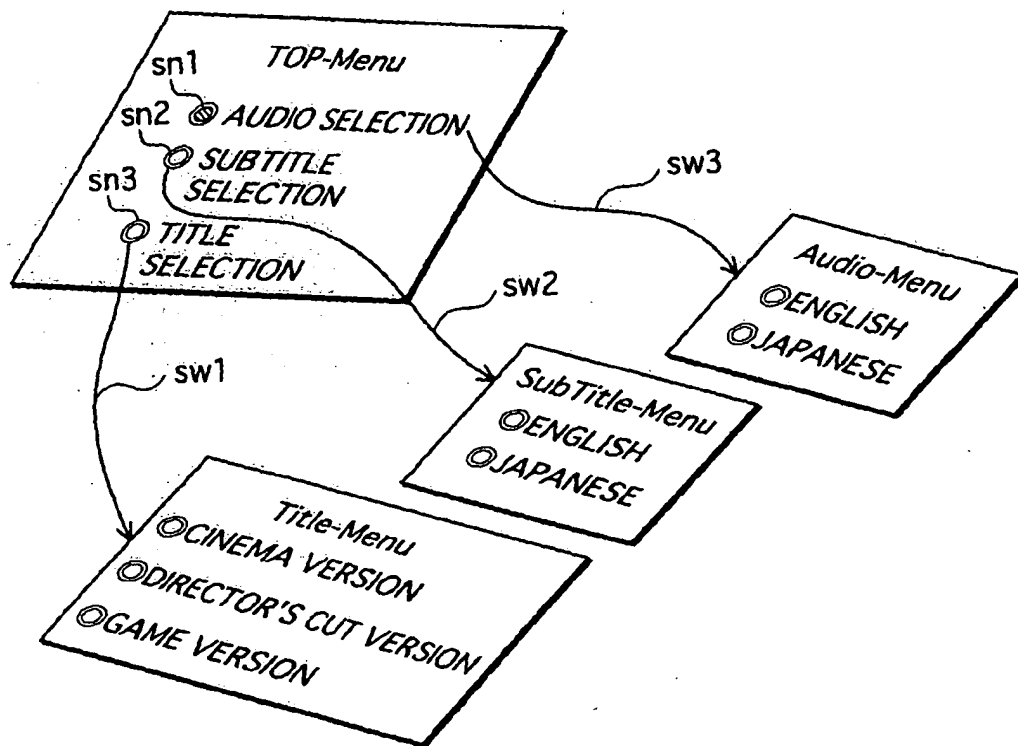 TOP-Menu
sn1
AUDIO SELECTION
sn2
SUBTITLE
SELECTION
sn3
TITLE
SELECTION
sw3
Audio-Menu
ENGLISH
JAPANESE
sw2
SubTitle-Menu
ENGLISH
JAPANESE
sw1
Title-Menu
CINEMA VERSION
DIRECTOR'S CUT VERSION
GAME VERSION